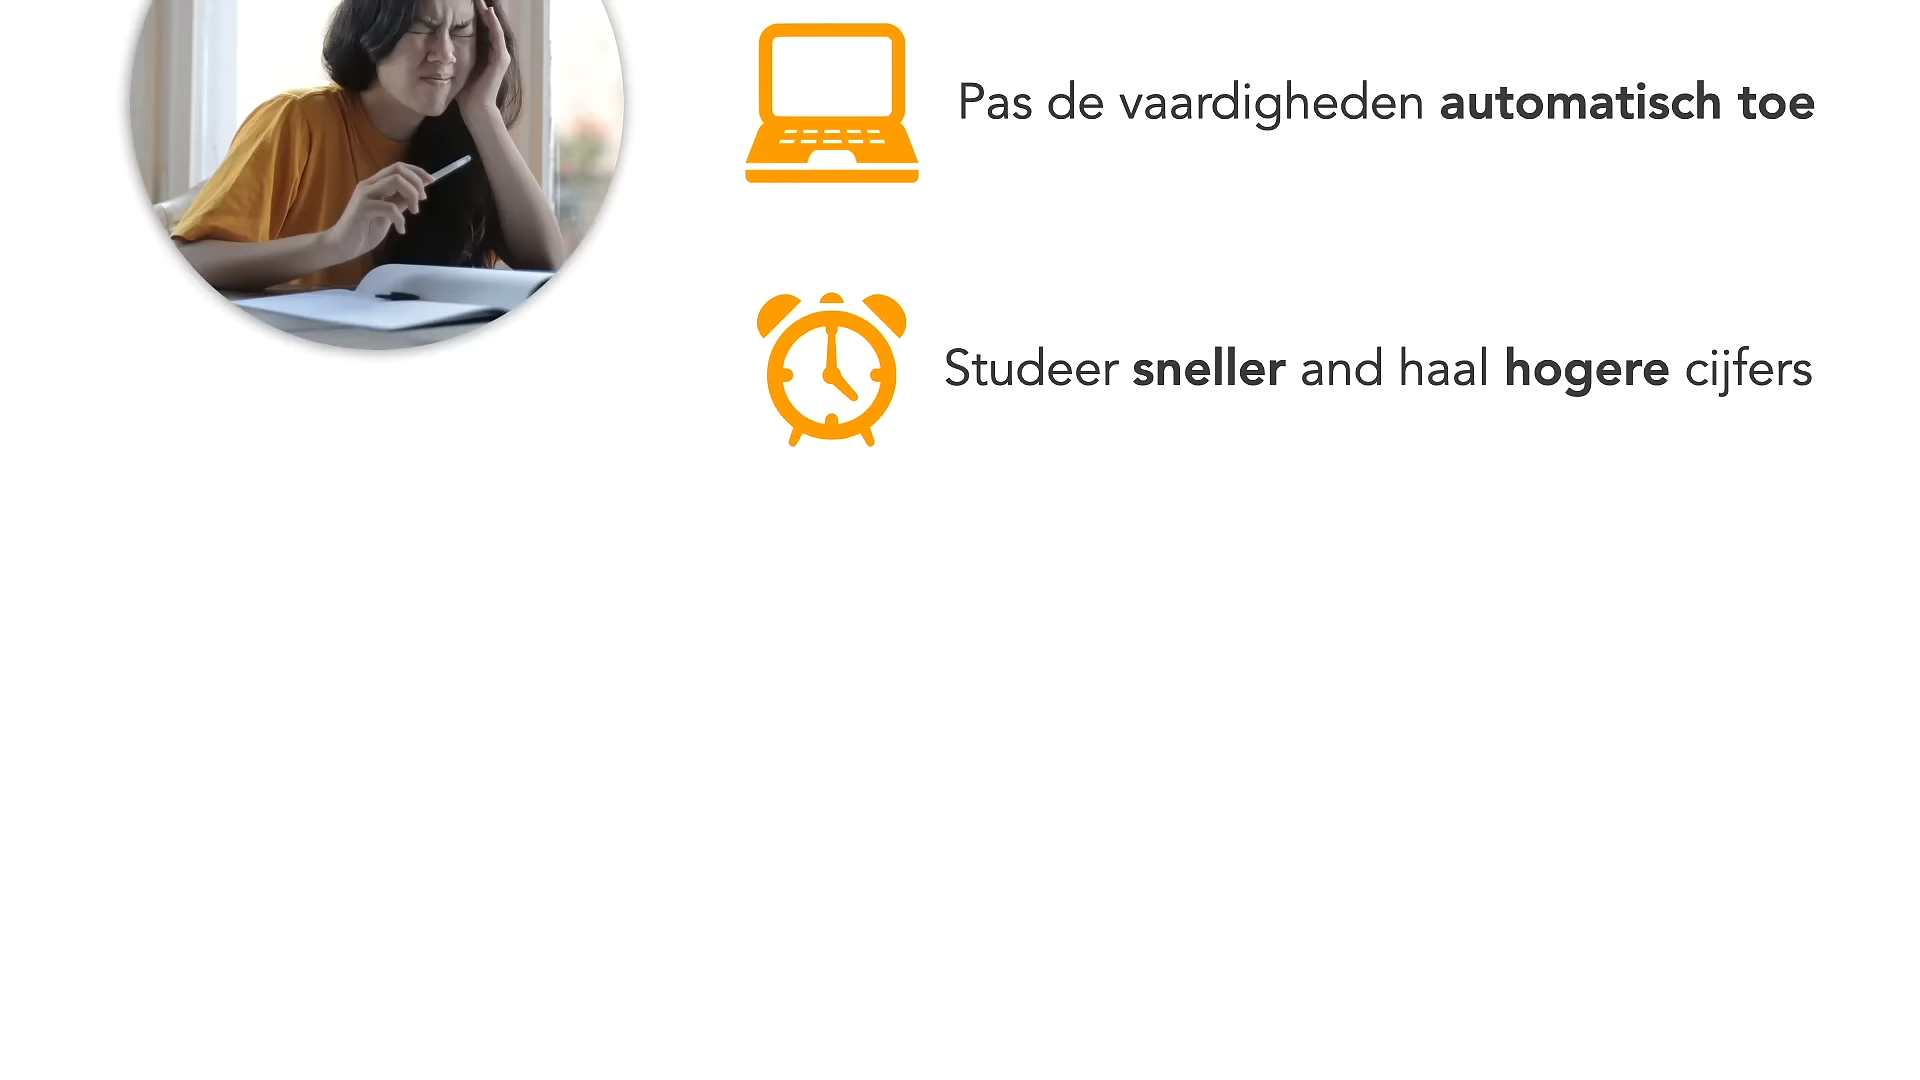 Pas de vaardigheden automatisch toe
Studeer sneller and haal hogere cijfers